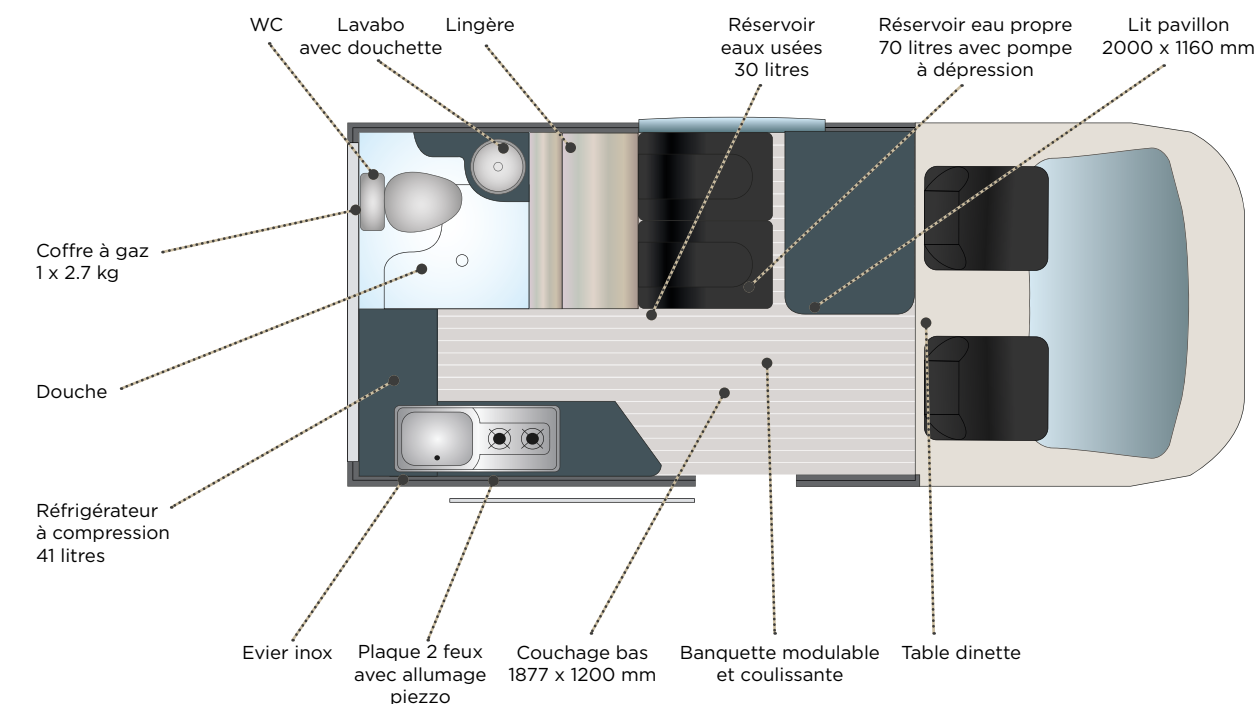 WC
Lavabo
avec douchette
Lingère
Réservoir
eaux usées
30 litres
Réservoir eau propre
70 litres avec pompe
à dépression
Lit pavillon
2000 x 1160 mm
Coffre à gaz
1 x 2.7 kg
Douche
Réfrigérateur
à compression
41 litres
Evier inox
Plaque 2 feux
avec allumage
piezzo
Couchage bas
1877 x 1200 mm
Banquette modulable
et coulissante
Table dinette